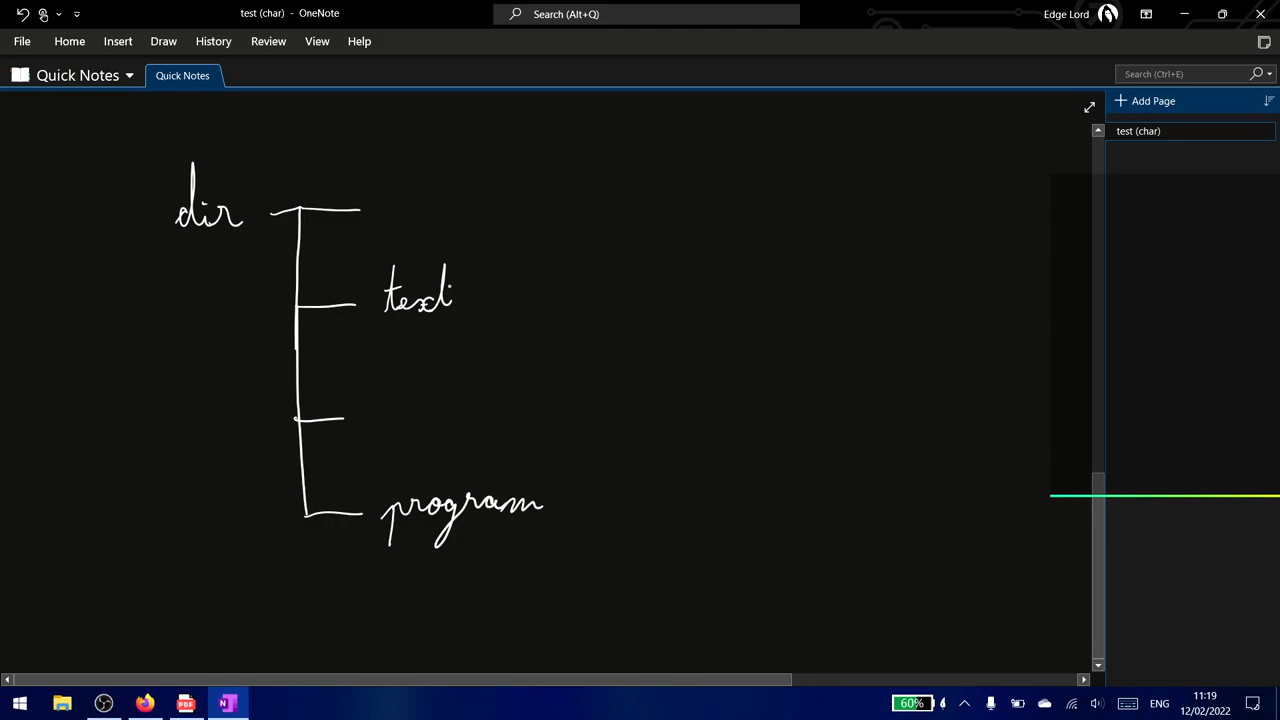 test (char) - OneNote
Search (Alt+Q)
Edge Lord
File Home Insert Draw History Review View Help
Quick Notes
Quick Notes
Search (Ctrl+E)
Add Page
test (char)
dir
program
PDF
N
60%
ENG
11:19
12/02/2022